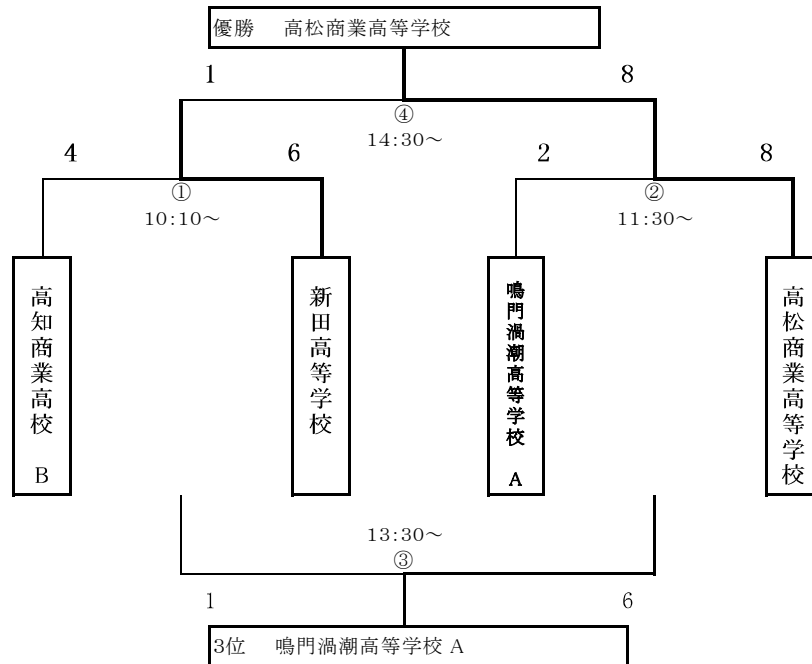 優勝 高松商業高等学校
1 8
④
14:30～
4 6 2 8
① ②
10:10～ 11:30～
高知商業高校 B
新田高等学校
鳴門渦潮高等学校 A
高松商業高等学校
13:30～
③
1 6
3位 鳴門渦潮高等学校 A